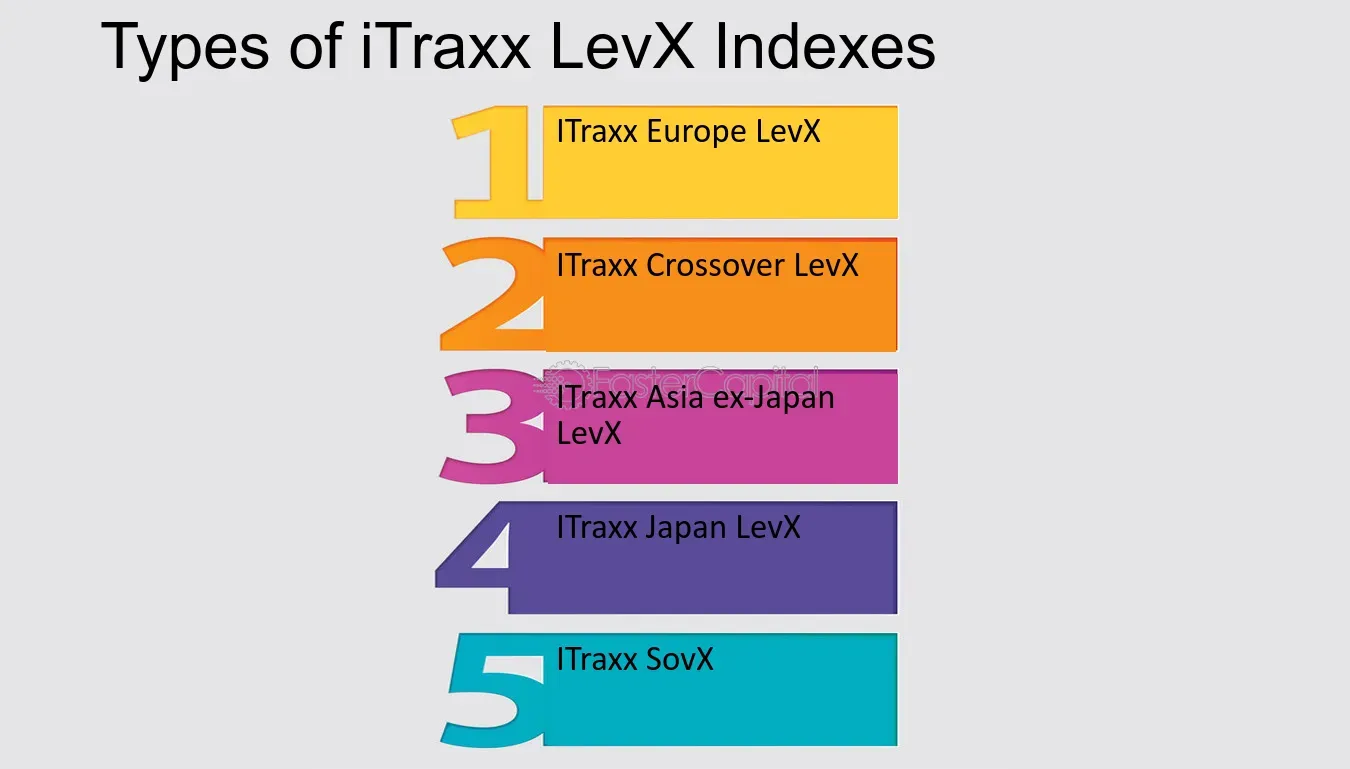 Types of iTraxx LevX Indexes
1
ITraxx Europe LevX
2
ITraxx Crossover LevX
FasterCapital
3
ITraxx Asia ex-Japan
LevX
4
ITraxx Japan LevX
5
ITraxx SovX